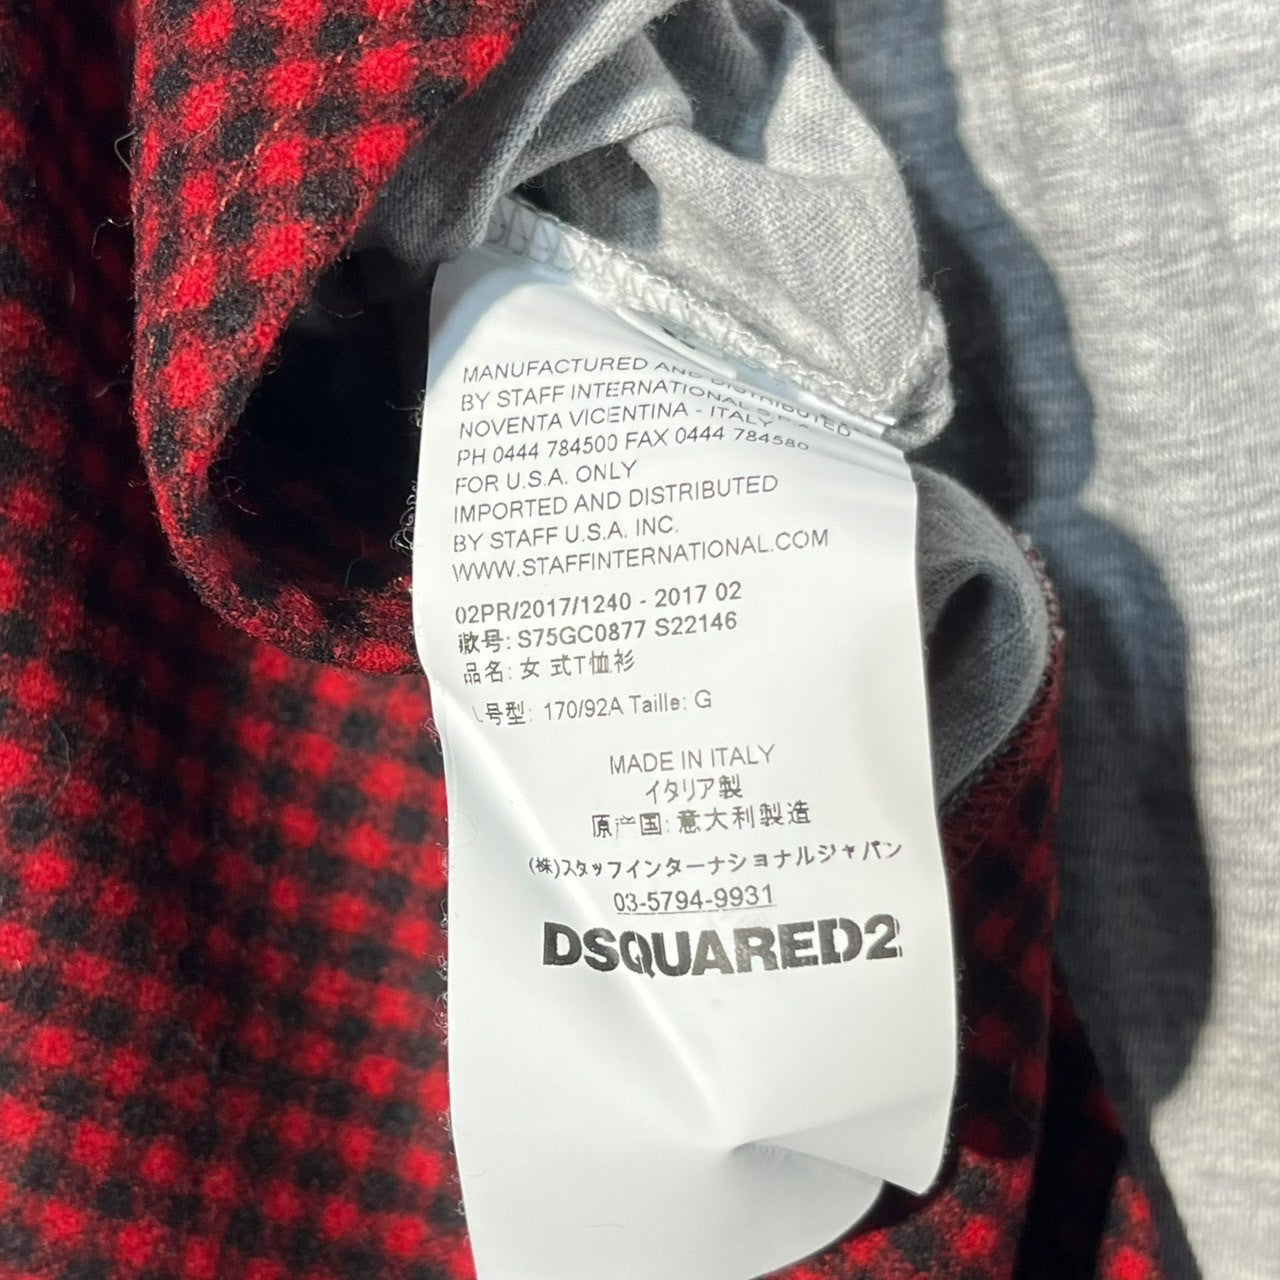 MANUFACTURED AND DISTRIBUTED
BY STAFF INTERNATIONAL S.P.A.
NOVENTA VICENTINA - ITALY
PH 0444 784500 FAX 0444 784580
FOR U.S.A. ONLY
IMPORTED AND DISTRIBUTED
BY STAFF U.S.A. INC.
WWW.STAFFINTERNATIONAL.COM
02PR/2017/1240 - 2017 02
款号: S75GC0877 S22146
品名: 女 式T恤衫
L号型: 170/92A Taille: G
MADE IN ITALY
イタリア製
原产国: 意大利製造
(株)スタッフインターナショナルジャパン
03-5794-9931
DSQUARED2